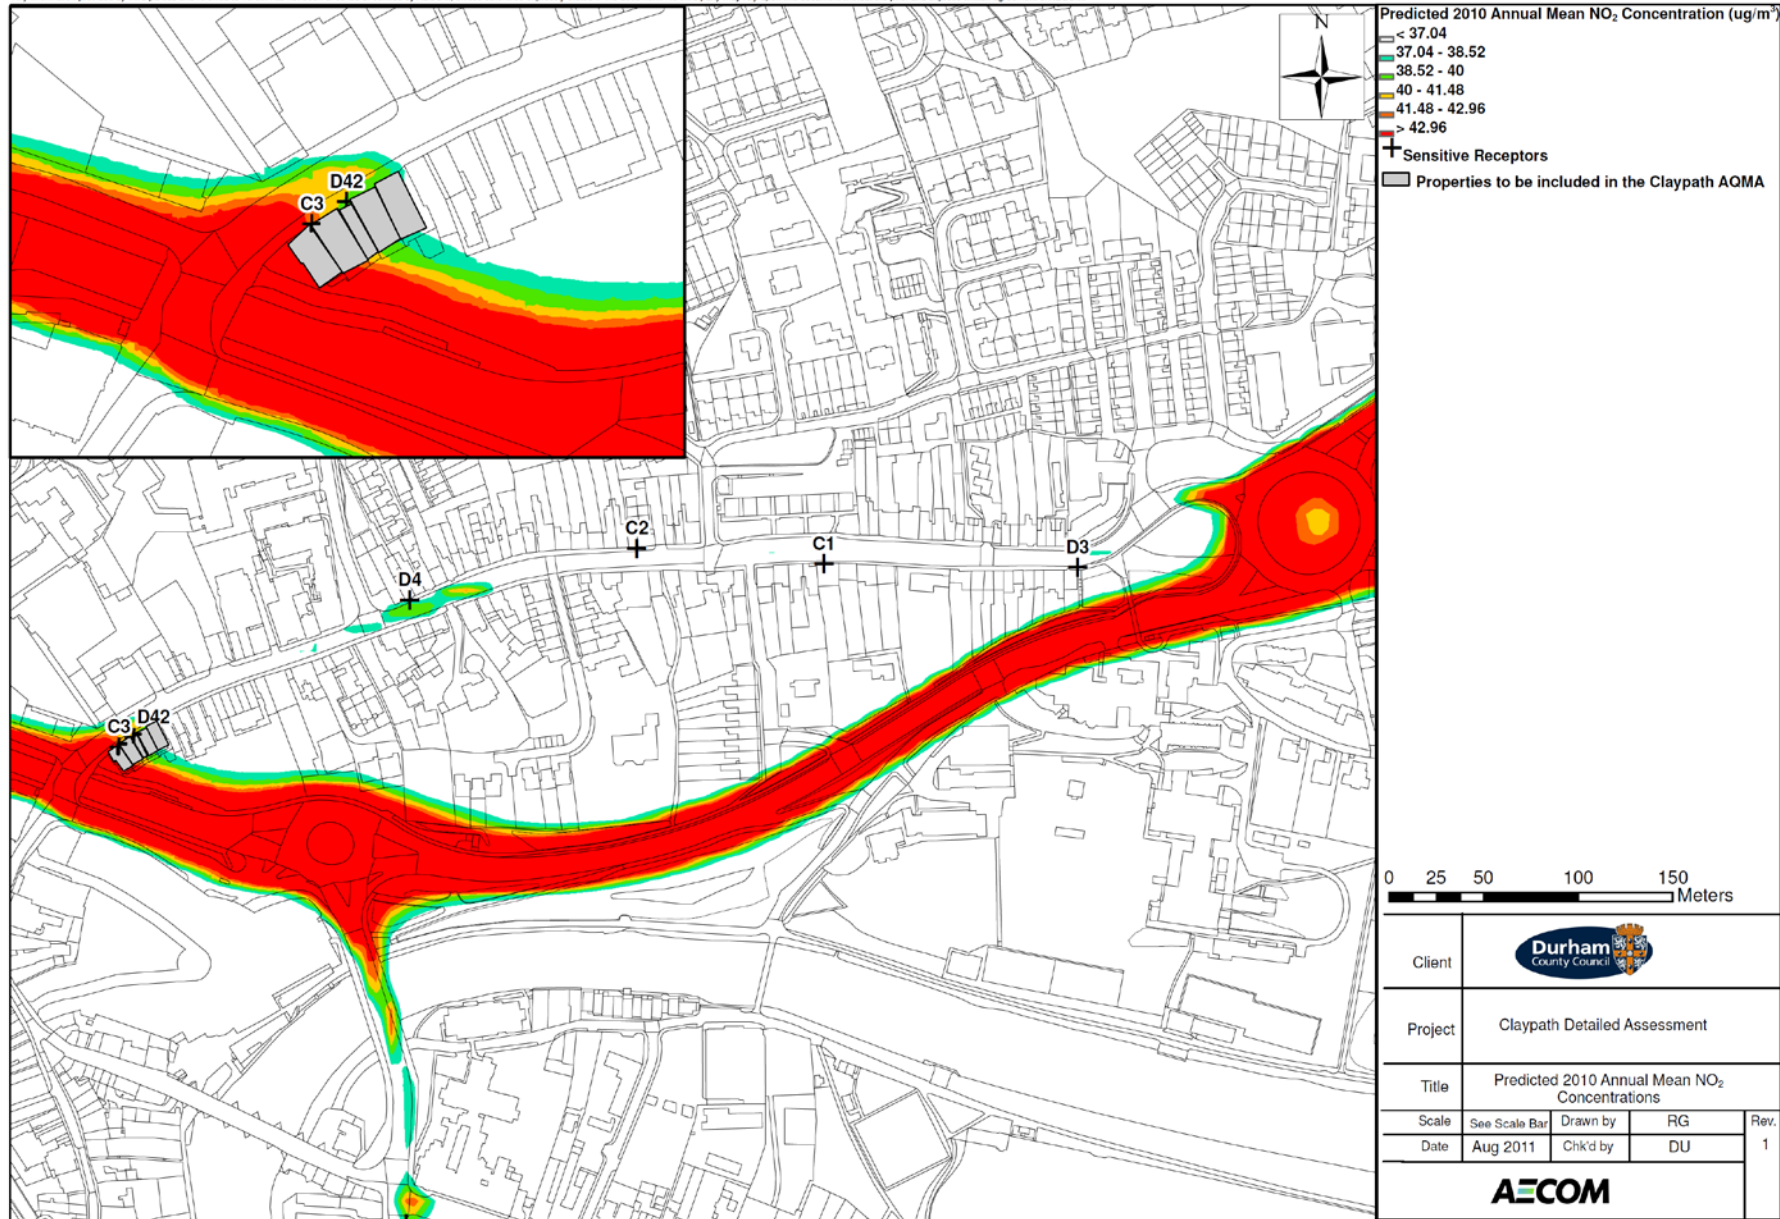 Predicted 2010 Annual Mean NO₂ Concentration (ug/m³)
< 37.04
37.04 - 38.52
38.52 - 40
40 - 41.48
41.48 - 42.96
> 42.96
Sensitive Receptors
Properties to be included in the Claypath AQMA
N
D42
C3
C2
C1
D3
D4
C3
D42
0 25 50 100 150
Meters
Client
Durham
County Council
Project
Claypath Detailed Assessment
Title
Predicted 2010 Annual Mean NO₂
Concentrations
Scale See Scale Bar Drawn by RG Rev.
Date Aug 2011 Chk'd by DU 1
AECOM